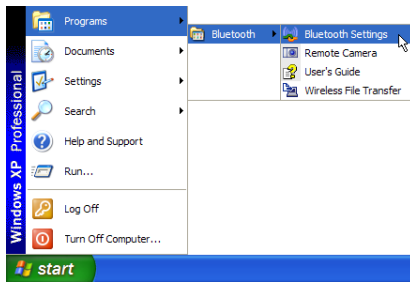 Windows XP Professional
Programs
Documents
Settings
Search
Help and Support
Run...
Log Off
Turn Off Computer...
Bluetooth
Bluetooth Settings
Remote Camera
User's Guide
Wireless File Transfer
start